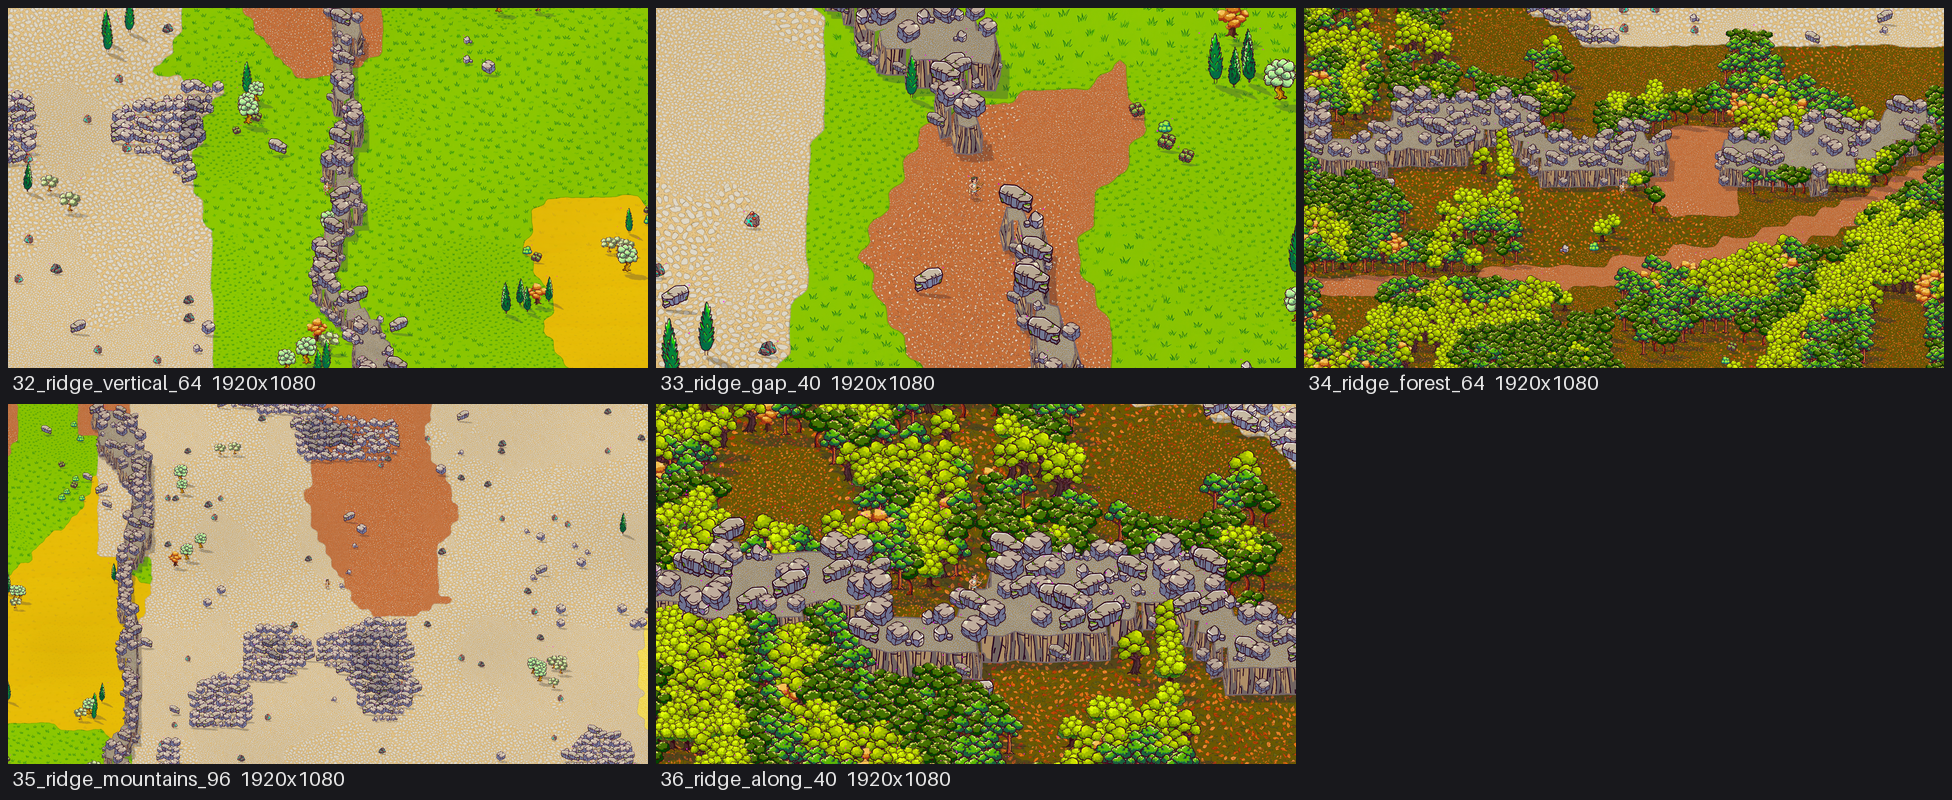 32_ridge_vertical_64 1920x1080
33_ridge_gap_40 1920x1080
34_ridge_forest_64 1920x1080
35_ridge_mountains_96 1920x1080
36_ridge_along_40 1920x1080